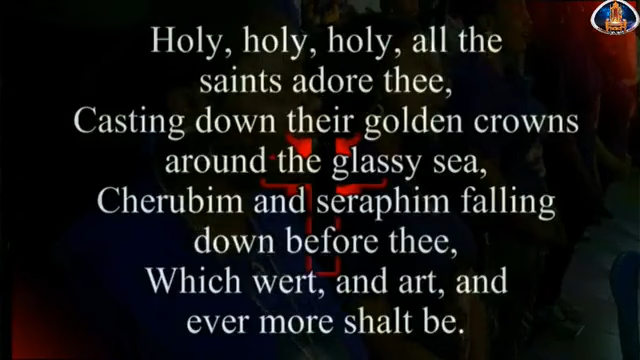 Holy, holy, holy, all the
saints adore thee,
Casting down their golden crowns
around the glassy sea,
Cherubim and seraphim falling
down before thee,
Which wert, and art, and
ever more shalt be.